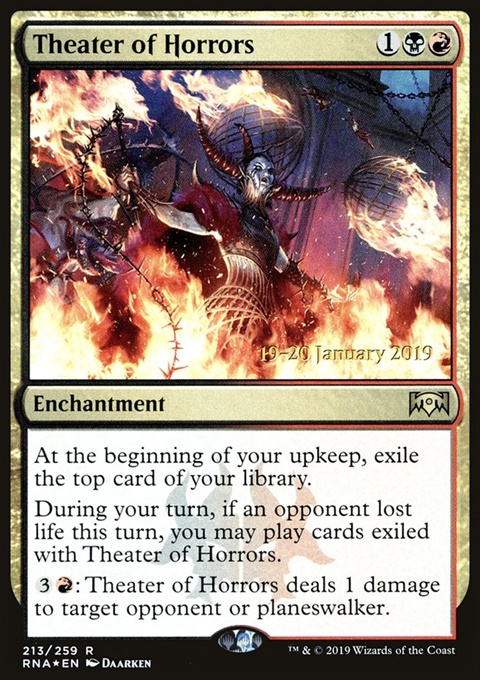 Theater of Horrors 1
19-20 January 2019
Enchantment
At the beginning of your upkeep, exile
the top card of your library.
During your turn, if an opponent lost
life this turn, you may play cards exiled
with Theater of Horrors.
3: Theater of Horrors deals 1 damage
to target opponent or planeswalker.
213/259 R
RNA★EN Daarken
™ & © 2019 Wizards of the Coast